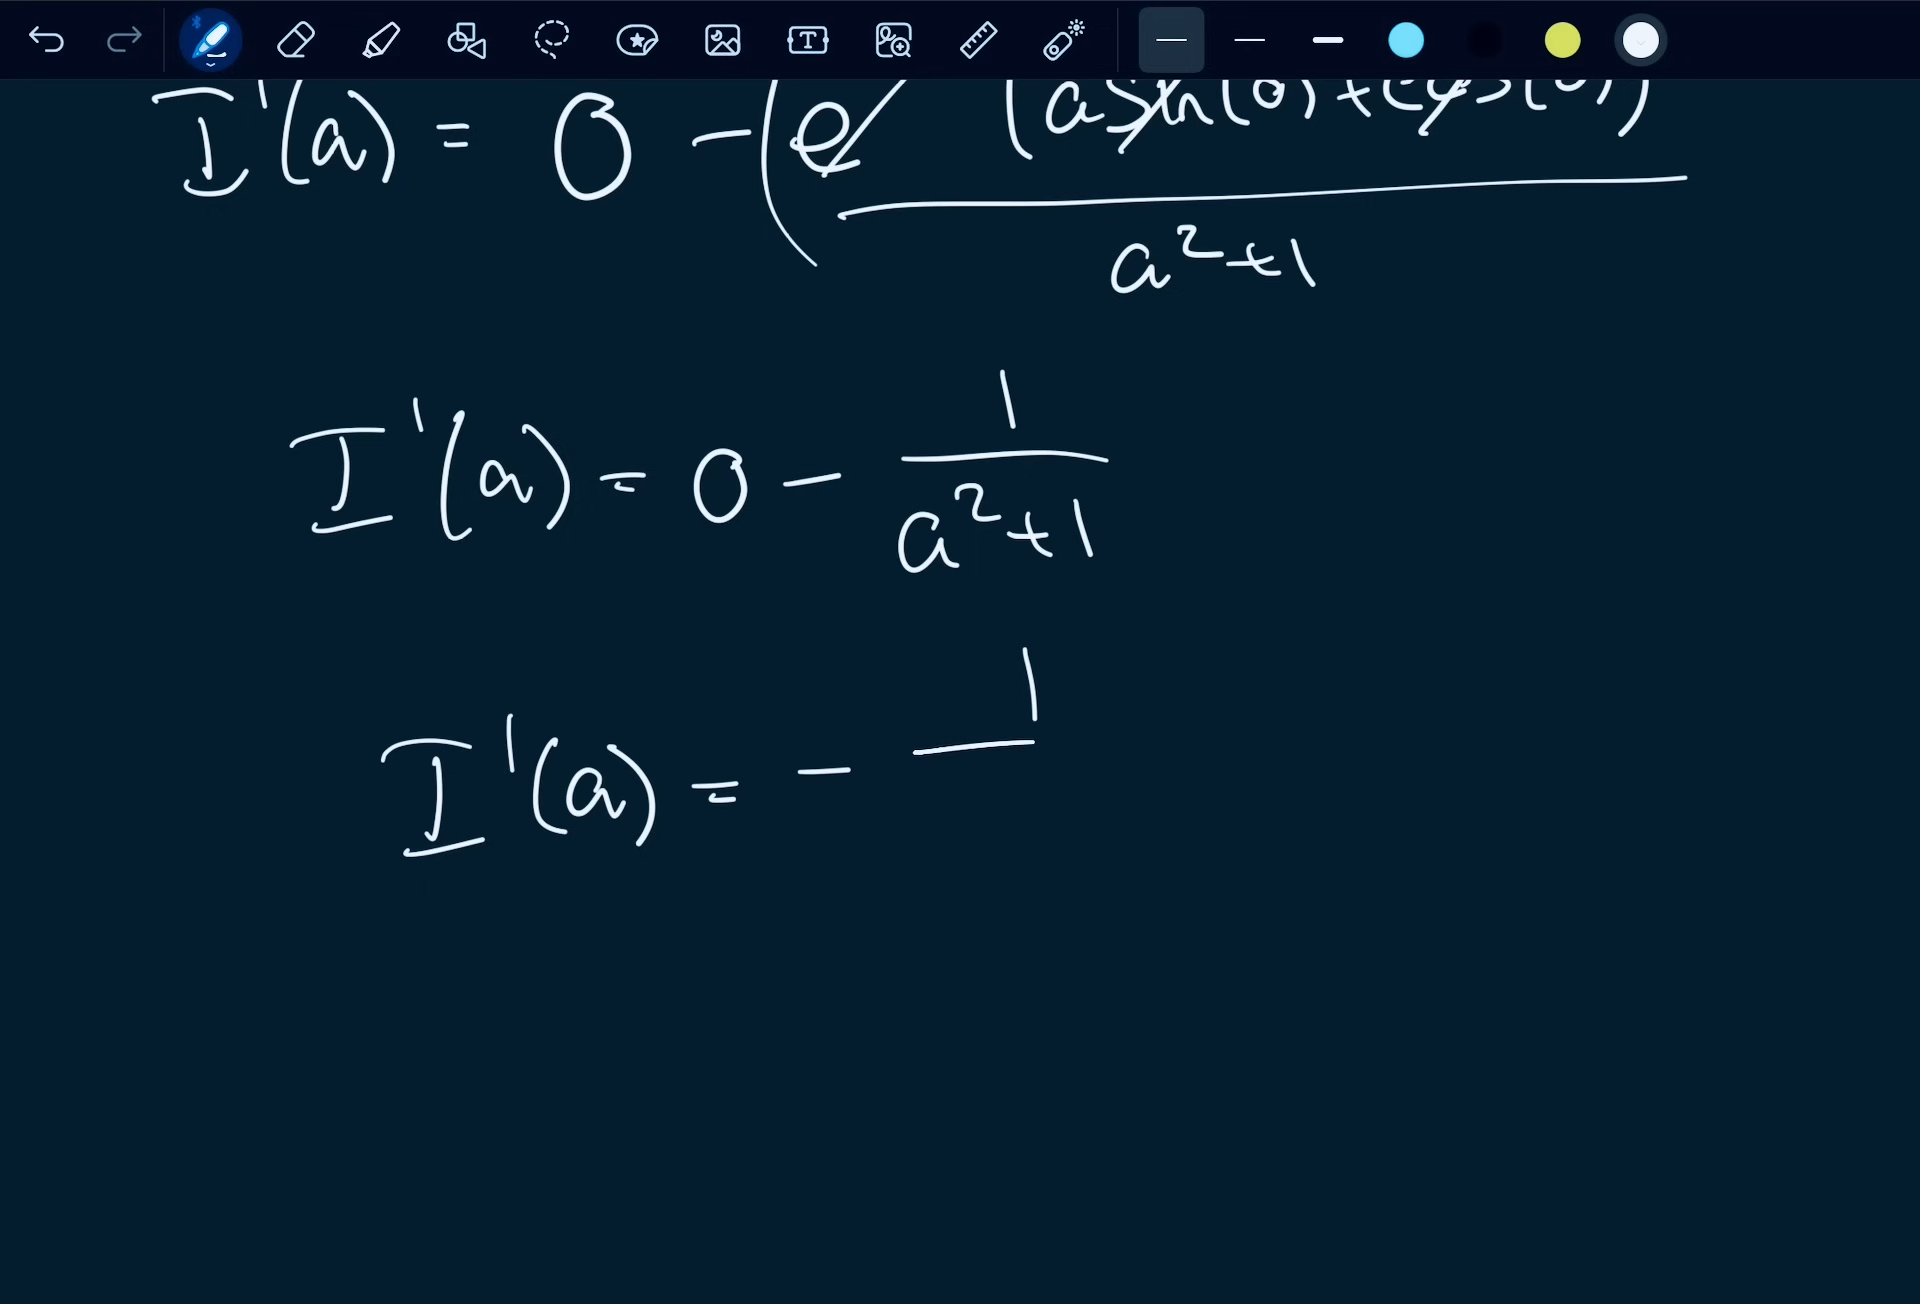 I'(a) = 0 - (e (a sin(0) + cos(0))
a² + 1
I'(a) = 0 - 1
a² + 1
I'(a) = - 1